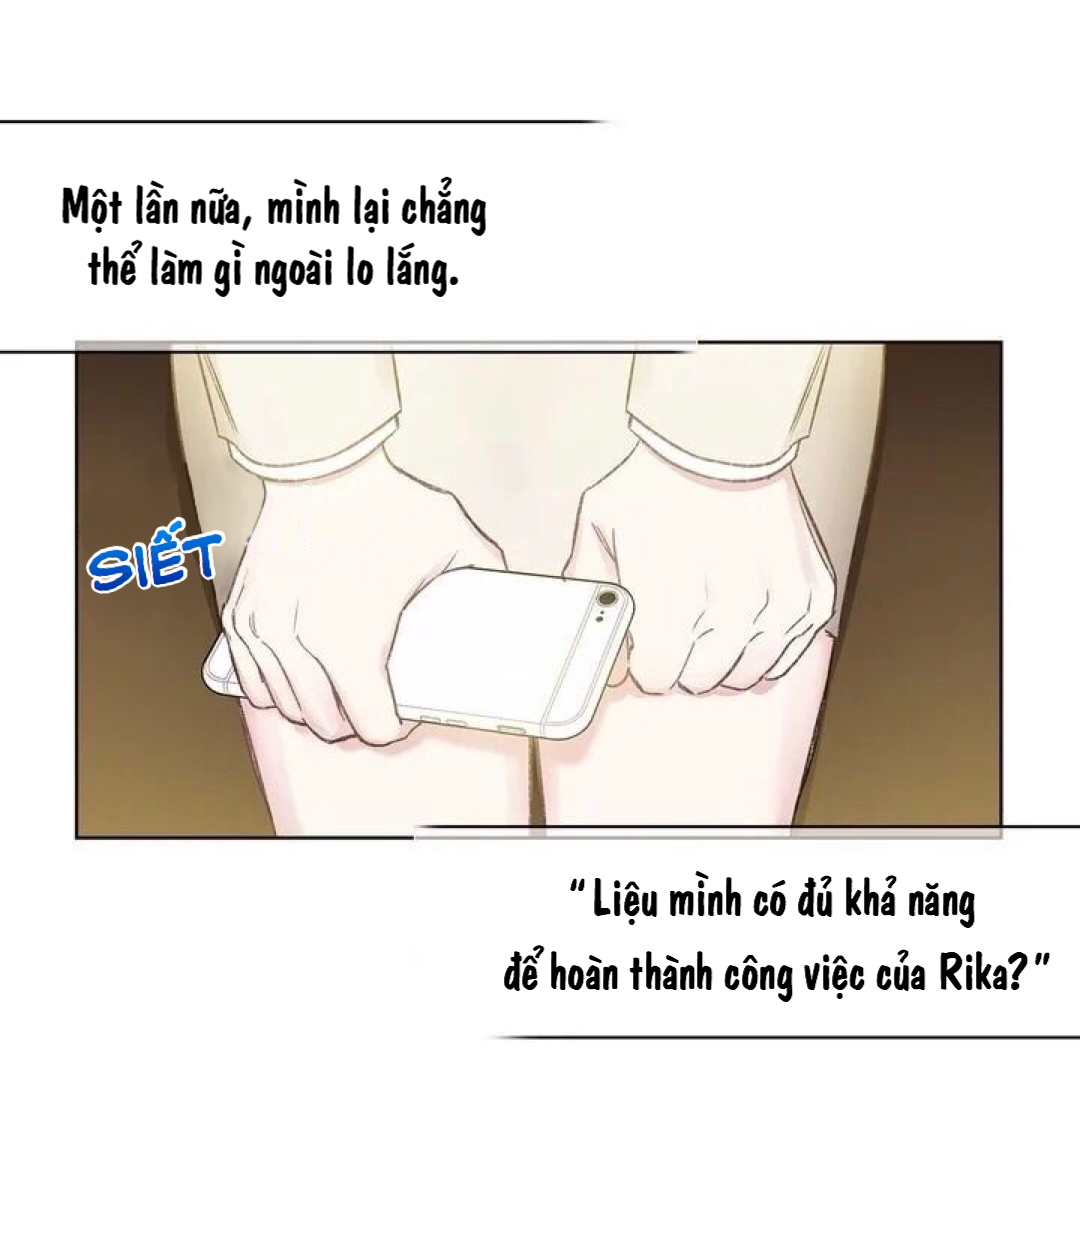 Một lần nữa, mình lại chẳng
thể làm gì ngoài lo lắng.
SIẾT
“Liệu mình có đủ khả năng
để hoàn thành công việc của Rika?”